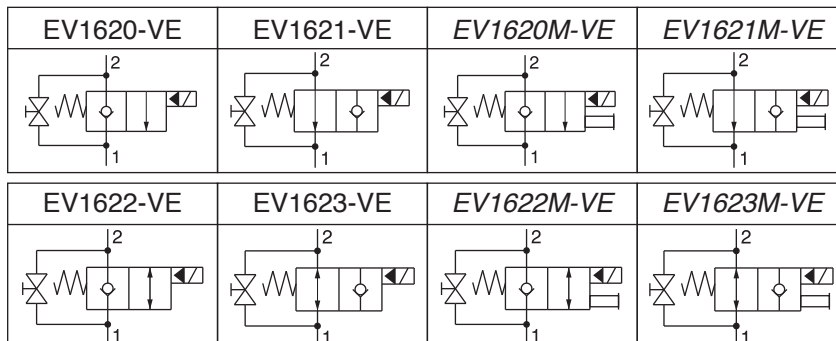 EV1620-VE EV1621-VE EV1620M-VE EV1621M-VE
2 2 2 2
1 1 1 1
EV1622-VE EV1623-VE EV1622M-VE EV1623M-VE
2 2 2 2
1 1 1 1